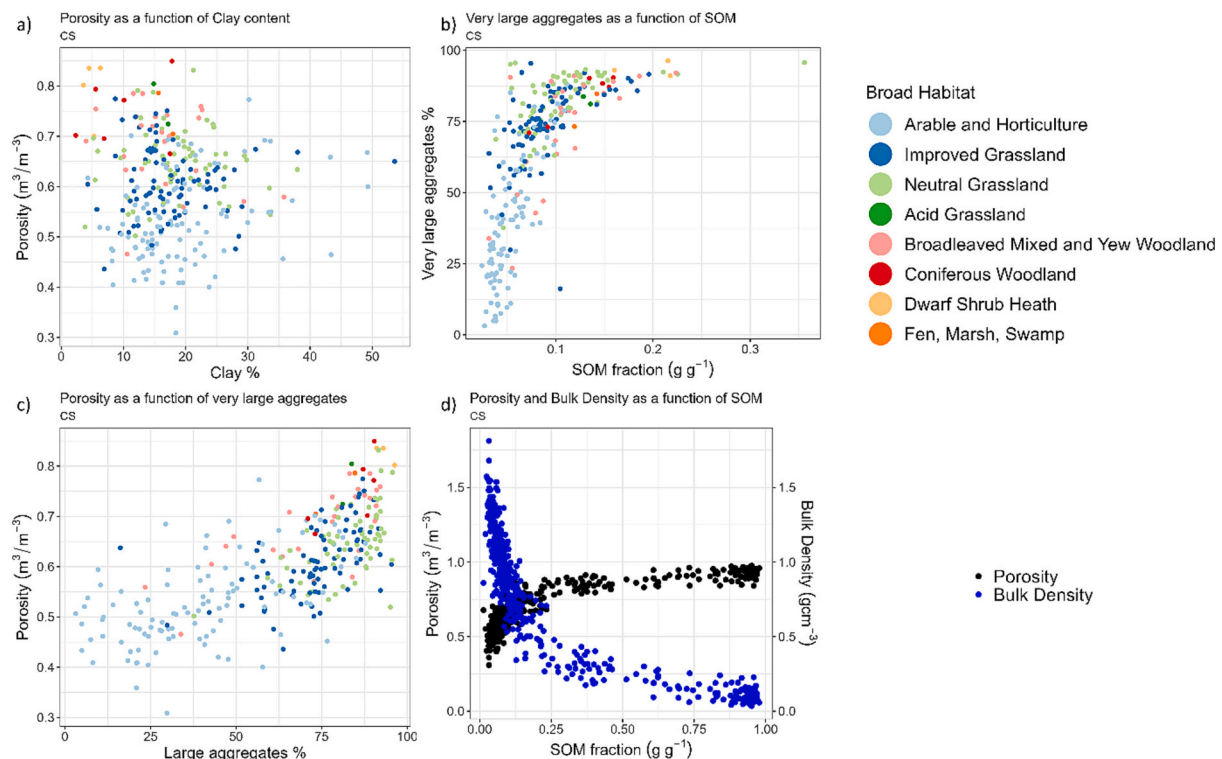 a) Porosity as a function of Clay content
CS
Porosity (m³/m⁻³)
0.9
0.8
0.7
0.6
0.5
0.4
0.3
0 10 20 30 40 50
Clay %
b) Very large aggregates as a function of SOM
CS
Very large aggregates %
100
75
50
25
0
0.1 0.2 0.3
SOM fraction (g g⁻¹)
Broad Habitat
Arable and Horticulture
Improved Grassland
Neutral Grassland
Acid Grassland
Broadleaved Mixed and Yew Woodland
Coniferous Woodland
Dwarf Shrub Heath
Fen, Marsh, Swamp
c) Porosity as a function of very large aggregates
CS
Porosity (m³/m⁻³)
0.9
0.8
0.7
0.6
0.5
0.4
0.3
0 25 50 75 100
Large aggregates %
d) Porosity and Bulk Density as a function of SOM
CS
Porosity (m³/m⁻³)
1.5
1.0
0.5
0.0
Bulk Density (gcm⁻³)
1.5
1.0
0.5
0.0
0.00 0.25 0.50 0.75 1.00
SOM fraction (g g⁻¹)
Porosity
Bulk Density